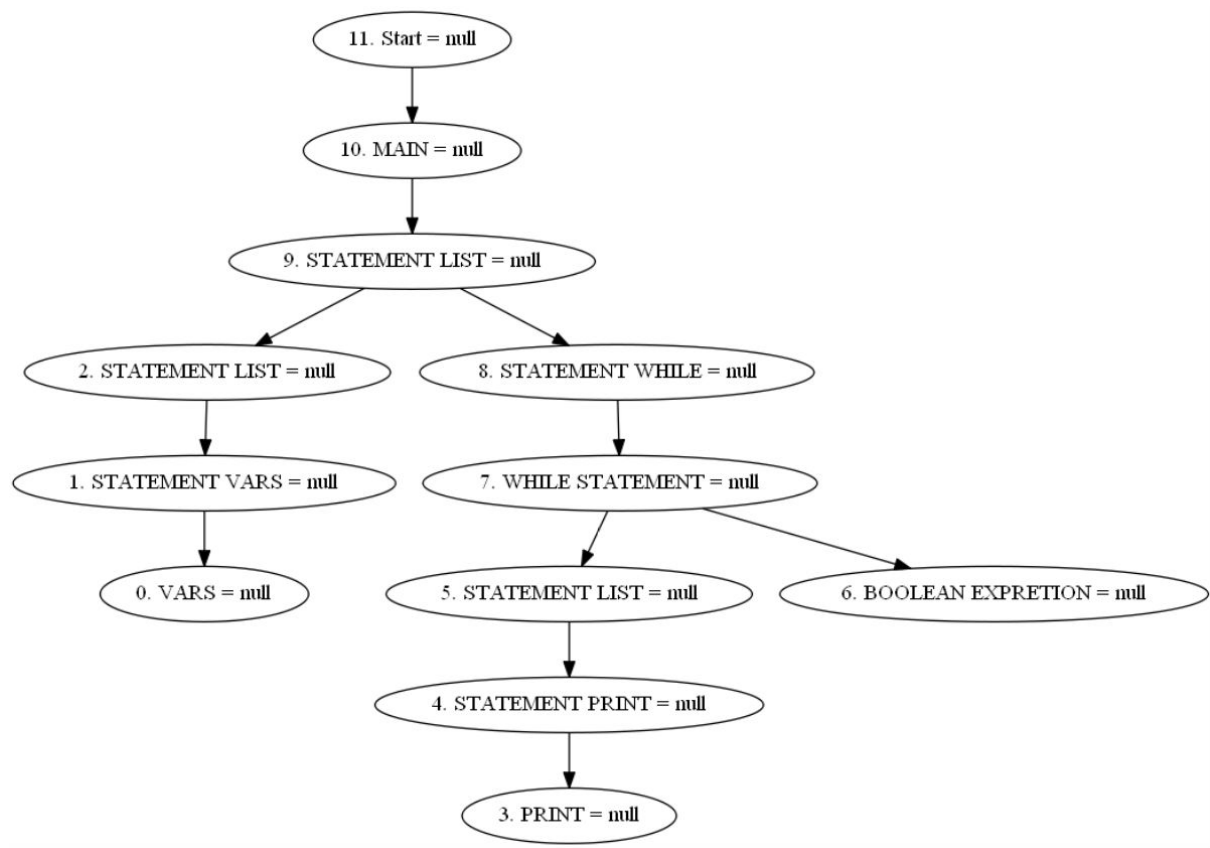 11. Start = null
10. MAIN = null
9. STATEMENT LIST = null
2. STATEMENT LIST = null
8. STATEMENT WHILE = null
1. STATEMENT VARS = null
7. WHILE STATEMENT = null
0. VARS = null
5. STATEMENT LIST = null
6. BOOLEAN EXPRETION = null
4. STATEMENT PRINT = null
3. PRINT = null